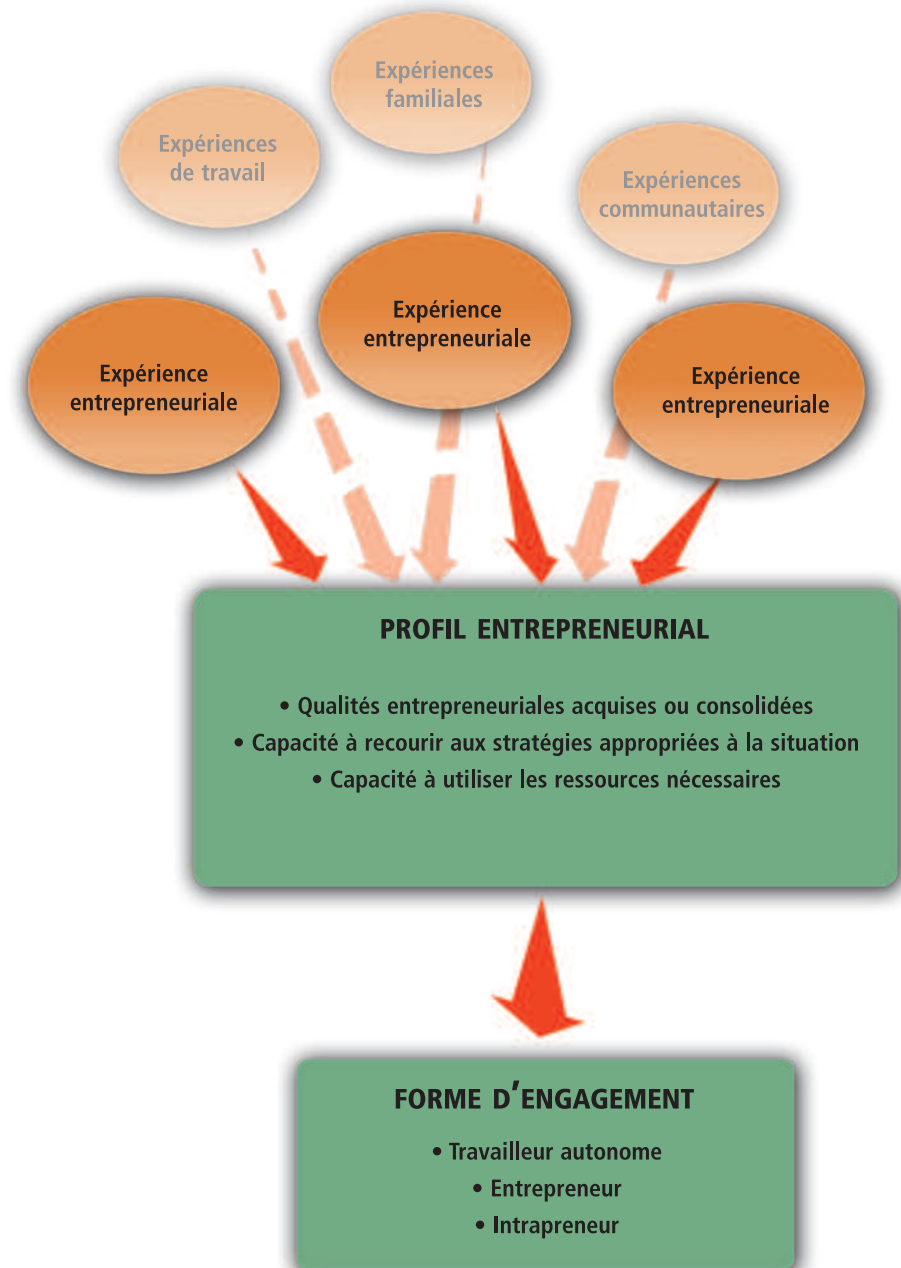 Expériences
familiales
Expériences
de travail
Expériences
communautaires
Expérience
entrepreneuriale
Expérience
entrepreneuriale
Expérience
entrepreneuriale
PROFIL ENTREPRENEURIAL
• Qualités entrepreneuriales acquises ou consolidées
• Capacité à recourir aux stratégies appropriées à la situation
• Capacité à utiliser les ressources nécessaires
FORME D'ENGAGEMENT
• Travailleur autonome
• Entrepreneur
• Intrapreneur